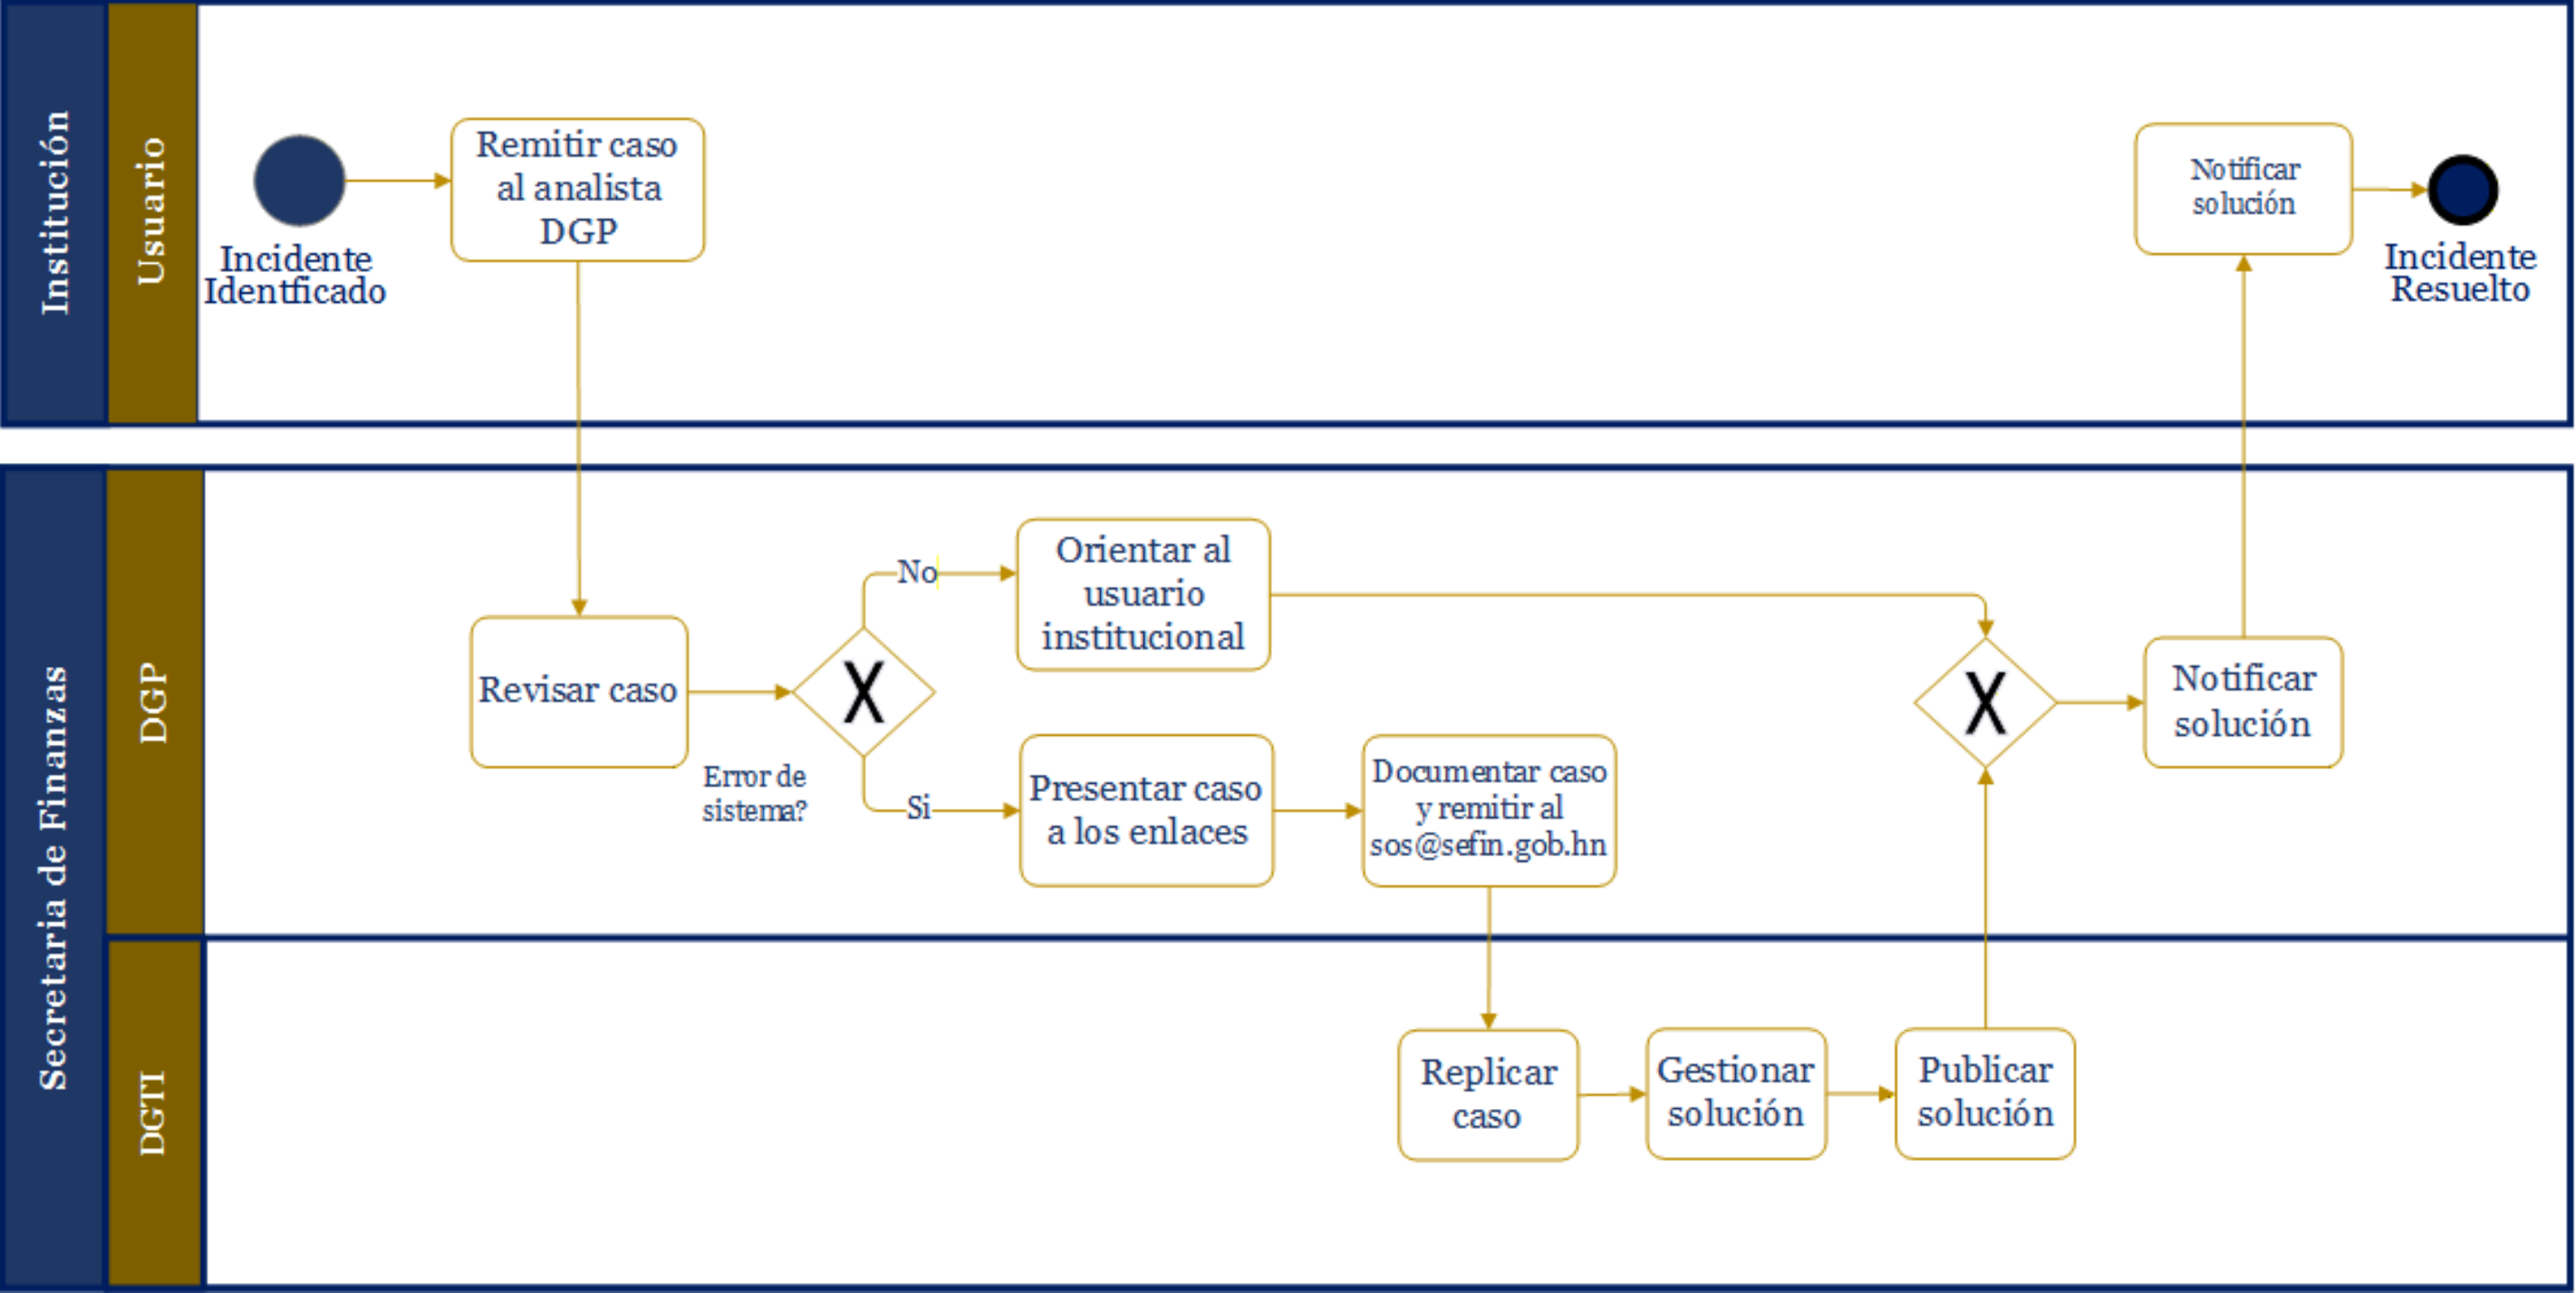 Institución
Usuario
Incidente
Identficado
Remitir caso
al analista
DGP
Notificar
solución
Incidente
Resuelto
Secretaria de Finanzas
DGP
Revisar caso
Error de
sistema?
X
No
Orientar al
usuario
institucional
Si
Presentar caso
a los enlaces
Documentar caso
y remitir al
sos@sefin.gob.hn
X
Notificar
solución
DGTI
Replicar
caso
Gestionar
solución
Publicar
solución